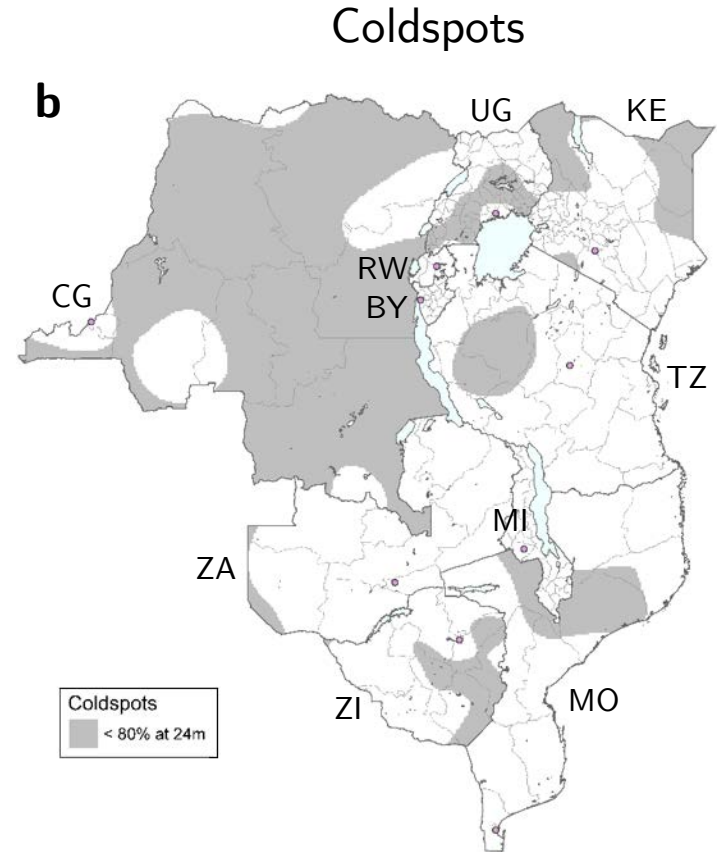 Coldspots
b
UG
KE
RW
BY
CG
TZ
MI
ZA
ZI
MO
Coldspots
< 80% at 24m